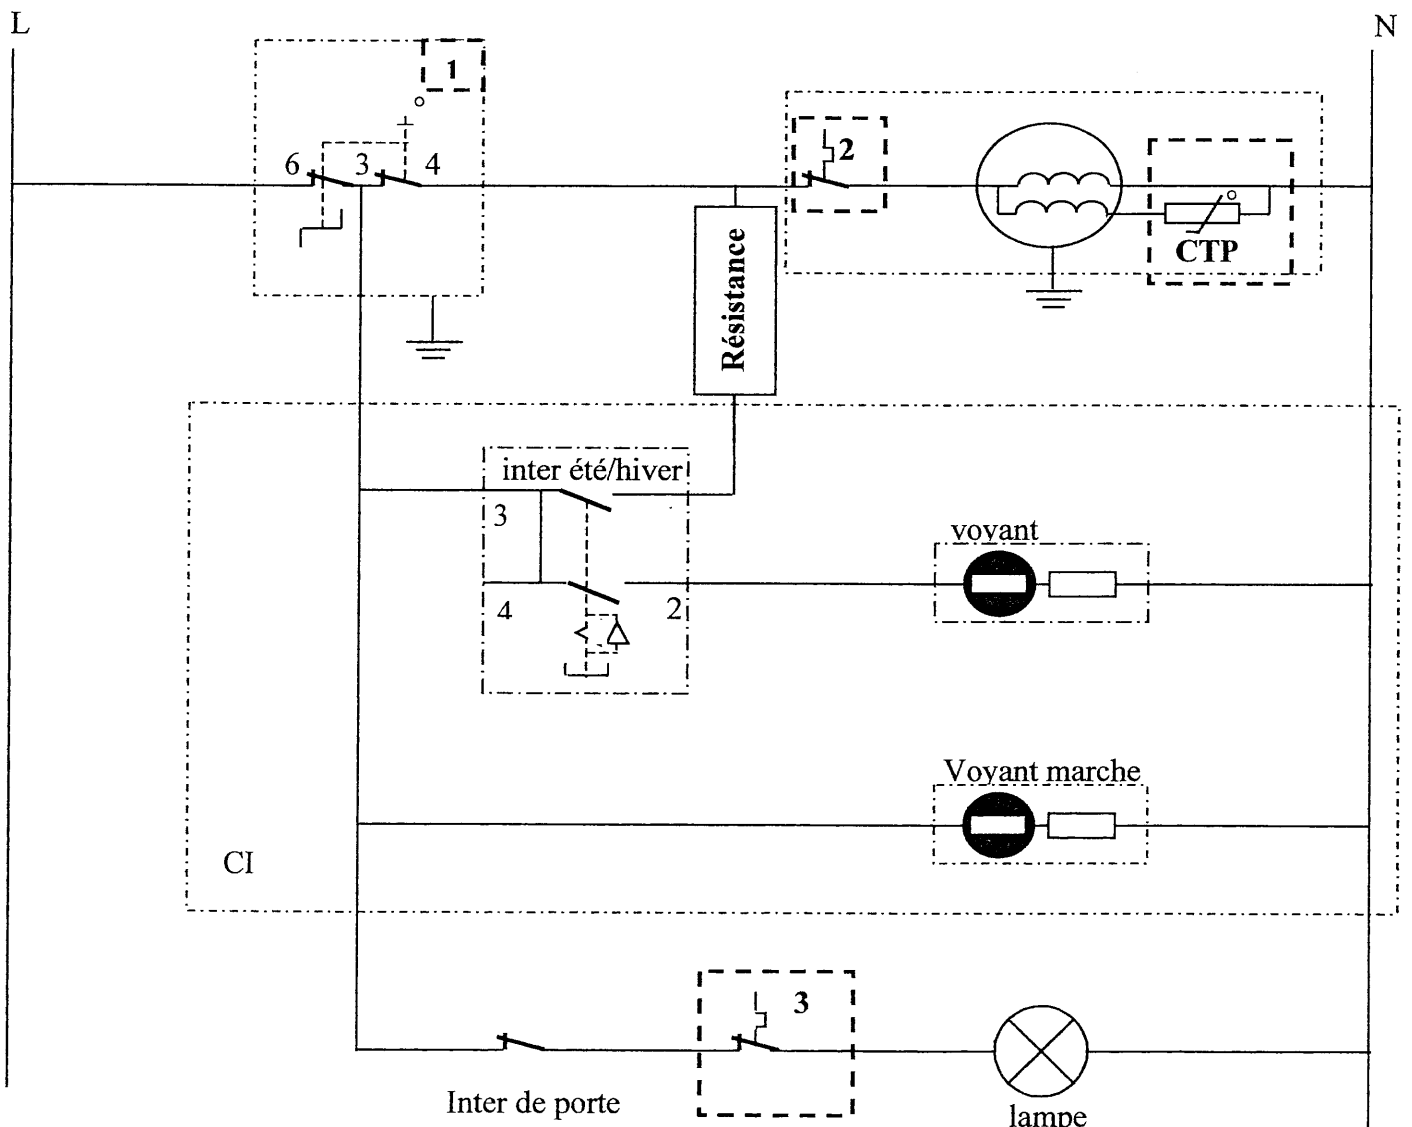 L
N
1
6
3
4
2
CTP
Résistance
inter été/hiver
3
voyant
4
2
Voyant marche
CI
3
Inter de porte
lampe